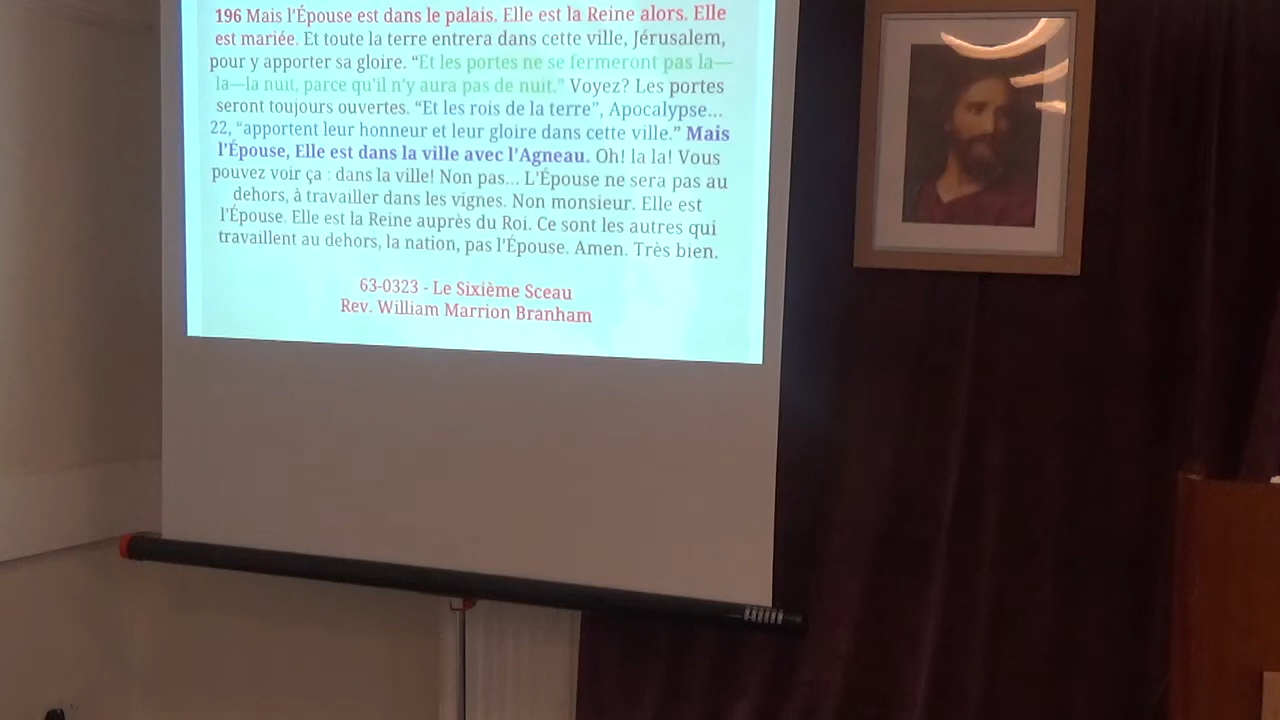 196 Mais l’Épouse est dans le palais. Elle est la Reine alors. Elle
est mariée. Et toute la terre entrera dans cette ville, Jérusalem,
pour y apporter sa gloire. “Et les portes ne se fermeront pas la—
la—la nuit, parce qu’il n’y aura pas de nuit.” Voyez? Les portes
seront toujours ouvertes. “Et les rois de la terre”, Apocalypse...
22, “apportent leur honneur et leur gloire dans cette ville.” Mais
l’Épouse, Elle est dans la ville avec l’Agneau. Oh! la la! Vous
pouvez voir ça : dans la ville! Non pas... L’Épouse ne sera pas au
dehors, à travailler dans les vignes. Non monsieur. Elle est
l’Épouse. Elle est la Reine auprès du Roi. Ce sont les autres qui
travaillent au dehors, la nation, pas l’Épouse. Amen. Très bien.
63-0323 - Le Sixième Sceau
Rev. William Marrion Branham